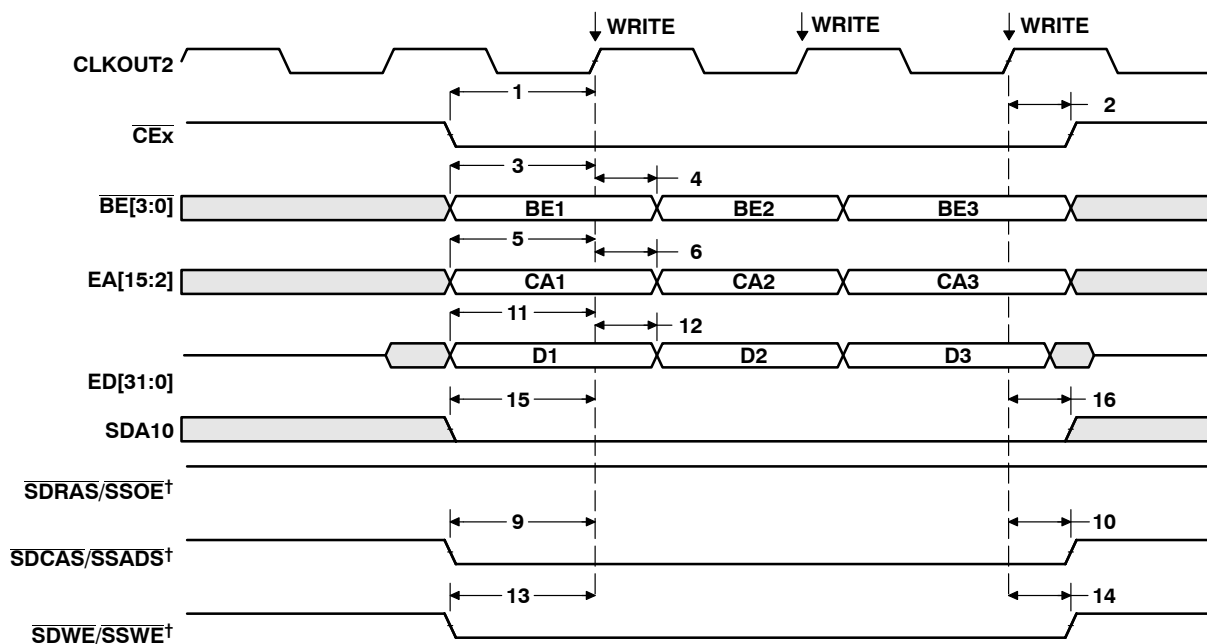 WRITE WRITE WRITE
CLKOUT2
1 2
CEx
3 4
BE[3:0] BE1 BE2 BE3
5 6
EA[15:2] CA1 CA2 CA3
11 12
D1 D2 D3
ED[31:0]
15 16
SDA10
SDRAS/SSOE†
9 10
SDCAS/SSADS†
13 14
SDWE/SSWE†